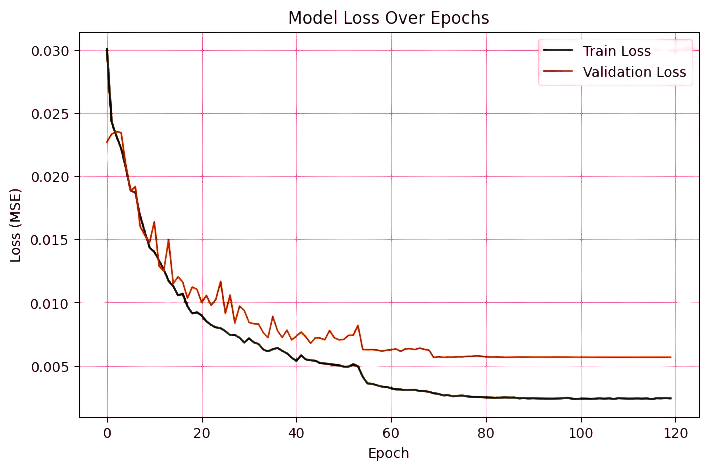 Model Loss Over Epochs
Train Loss
Validation Loss
0.030
0.025
0.020
0.015
0.010
0.005
Loss (MSE)
0 20 40 60 80 100 120
Epoch